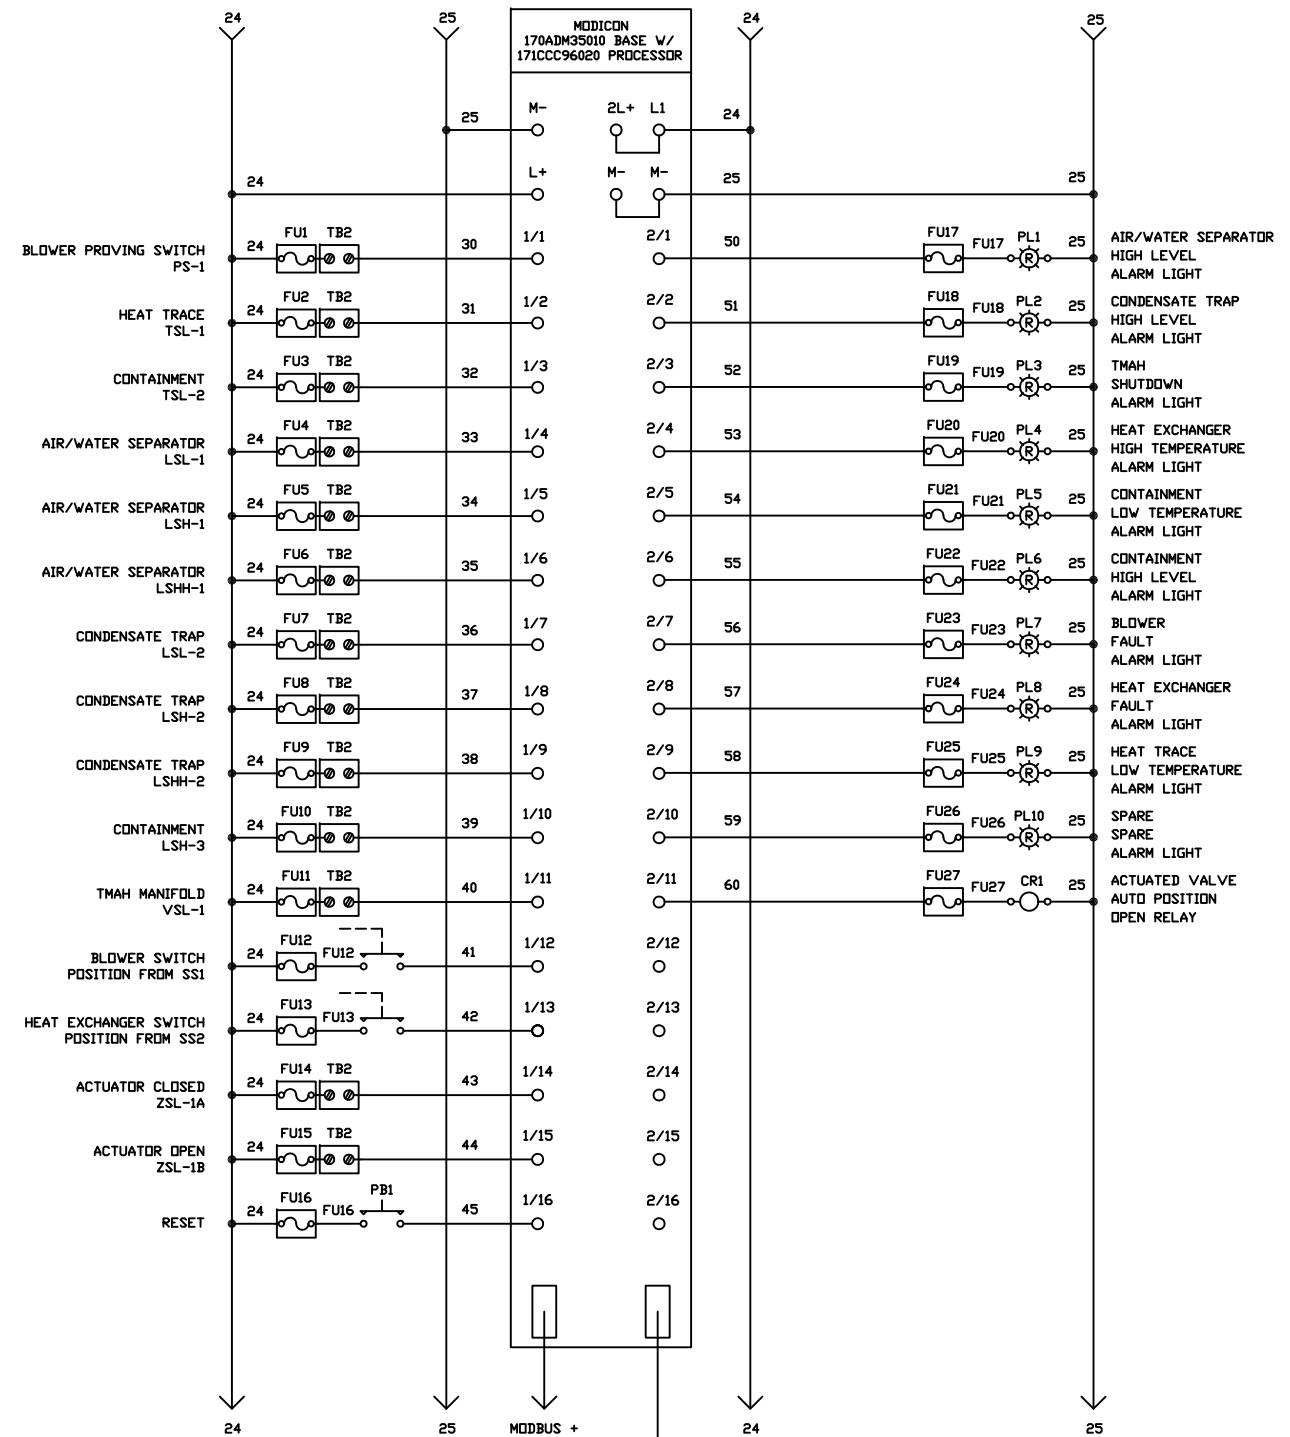 24 25 24 25
MODICON
170ADM35010 BASE W/
171CCC96020 PROCESSOR
25 M- 2L+ L1 24
24 L+ M- M- 25 25
BLOWER PROVING SWITCH
PS-1
24 FU1 TB2 30 1/1 2/1 50 FU17 FU17 PL1 R 25
AIR/WATER SEPARATOR
HIGH LEVEL
ALARM LIGHT
HEAT TRACE
TSL-1
24 FU2 TB2 31 1/2 2/2 51 FU18 FU18 PL2 R 25
CONDENSATE TRAP
HIGH LEVEL
ALARM LIGHT
CONTAINMENT
TSL-2
24 FU3 TB2 32 1/3 2/3 52 FU19 FU19 PL3 R 25
TMAH
SHUTDOWN
ALARM LIGHT
AIR/WATER SEPARATOR
LSL-1
24 FU4 TB2 33 1/4 2/4 53 FU20 FU20 PL4 R 25
HEAT EXCHANGER
HIGH TEMPERATURE
ALARM LIGHT
AIR/WATER SEPARATOR
LSH-1
24 FU5 TB2 34 1/5 2/5 54 FU21 FU21 PL5 R 25
CONTAINMENT
LOW TEMPERATURE
ALARM LIGHT
AIR/WATER SEPARATOR
LSHH-1
24 FU6 TB2 35 1/6 2/6 55 FU22 FU22 PL6 R 25
CONTAINMENT
HIGH LEVEL
ALARM LIGHT
CONDENSATE TRAP
LSL-2
24 FU7 TB2 36 1/7 2/7 56 FU23 FU23 PL7 R 25
BLOWER
FAULT
ALARM LIGHT
CONDENSATE TRAP
LSH-2
24 FU8 TB2 37 1/8 2/8 57 FU24 FU24 PL8 R 25
HEAT EXCHANGER
FAULT
ALARM LIGHT
CONDENSATE TRAP
LSHH-2
24 FU9 TB2 38 1/9 2/9 58 FU25 FU25 PL9 R 25
HEAT TRACE
LOW TEMPERATURE
ALARM LIGHT
CONTAINMENT
LSH-3
24 FU10 TB2 39 1/10 2/10 59 FU26 FU26 PL10 R 25
SPARE
SPARE
ALARM LIGHT
TMAH MANIFOLD
VSL-1
24 FU11 TB2 40 1/11 2/11 60 FU27 FU27 CR1 25
ACTUATED VALVE
AUTO POSITION
OPEN RELAY
BLOWER SWITCH
POSITION FROM SS1
24 FU12 FU12 41 1/12 2/12
HEAT EXCHANGER SWITCH
POSITION FROM SS2
24 FU13 FU13 42 1/13 2/13
ACTUATOR CLOSED
ZSL-1A
24 FU14 TB2 43 1/14 2/14
ACTUATOR OPEN
ZSL-1B
24 FU15 TB2 44 1/15 2/15
RESET
24 FU16 FU16 PB1 45 1/16 2/16
24 25 MODBUS + 24 25